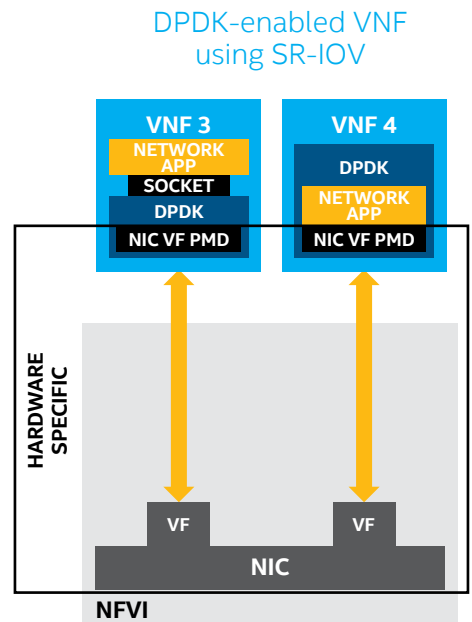 DPDK-enabled VNF
using SR-IOV
VNF 3
NETWORK
APP
SOCKET
DPDK
NIC VF PMD
VNF 4
DPDK
NETWORK
APP
NIC VF PMD
HARDWARE
SPECIFIC
VF
VF
NIC
NFVI